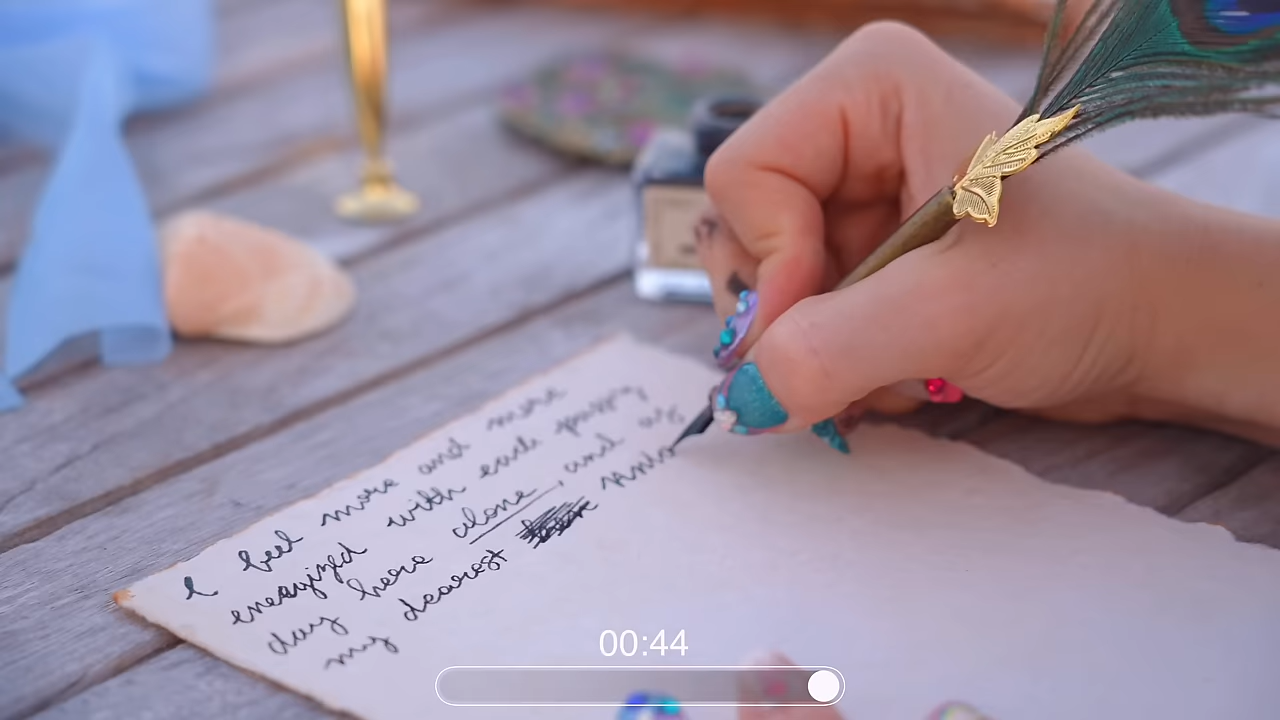 I feel more and more
energized with each passing
day here alone, and as
my dearest
00:44